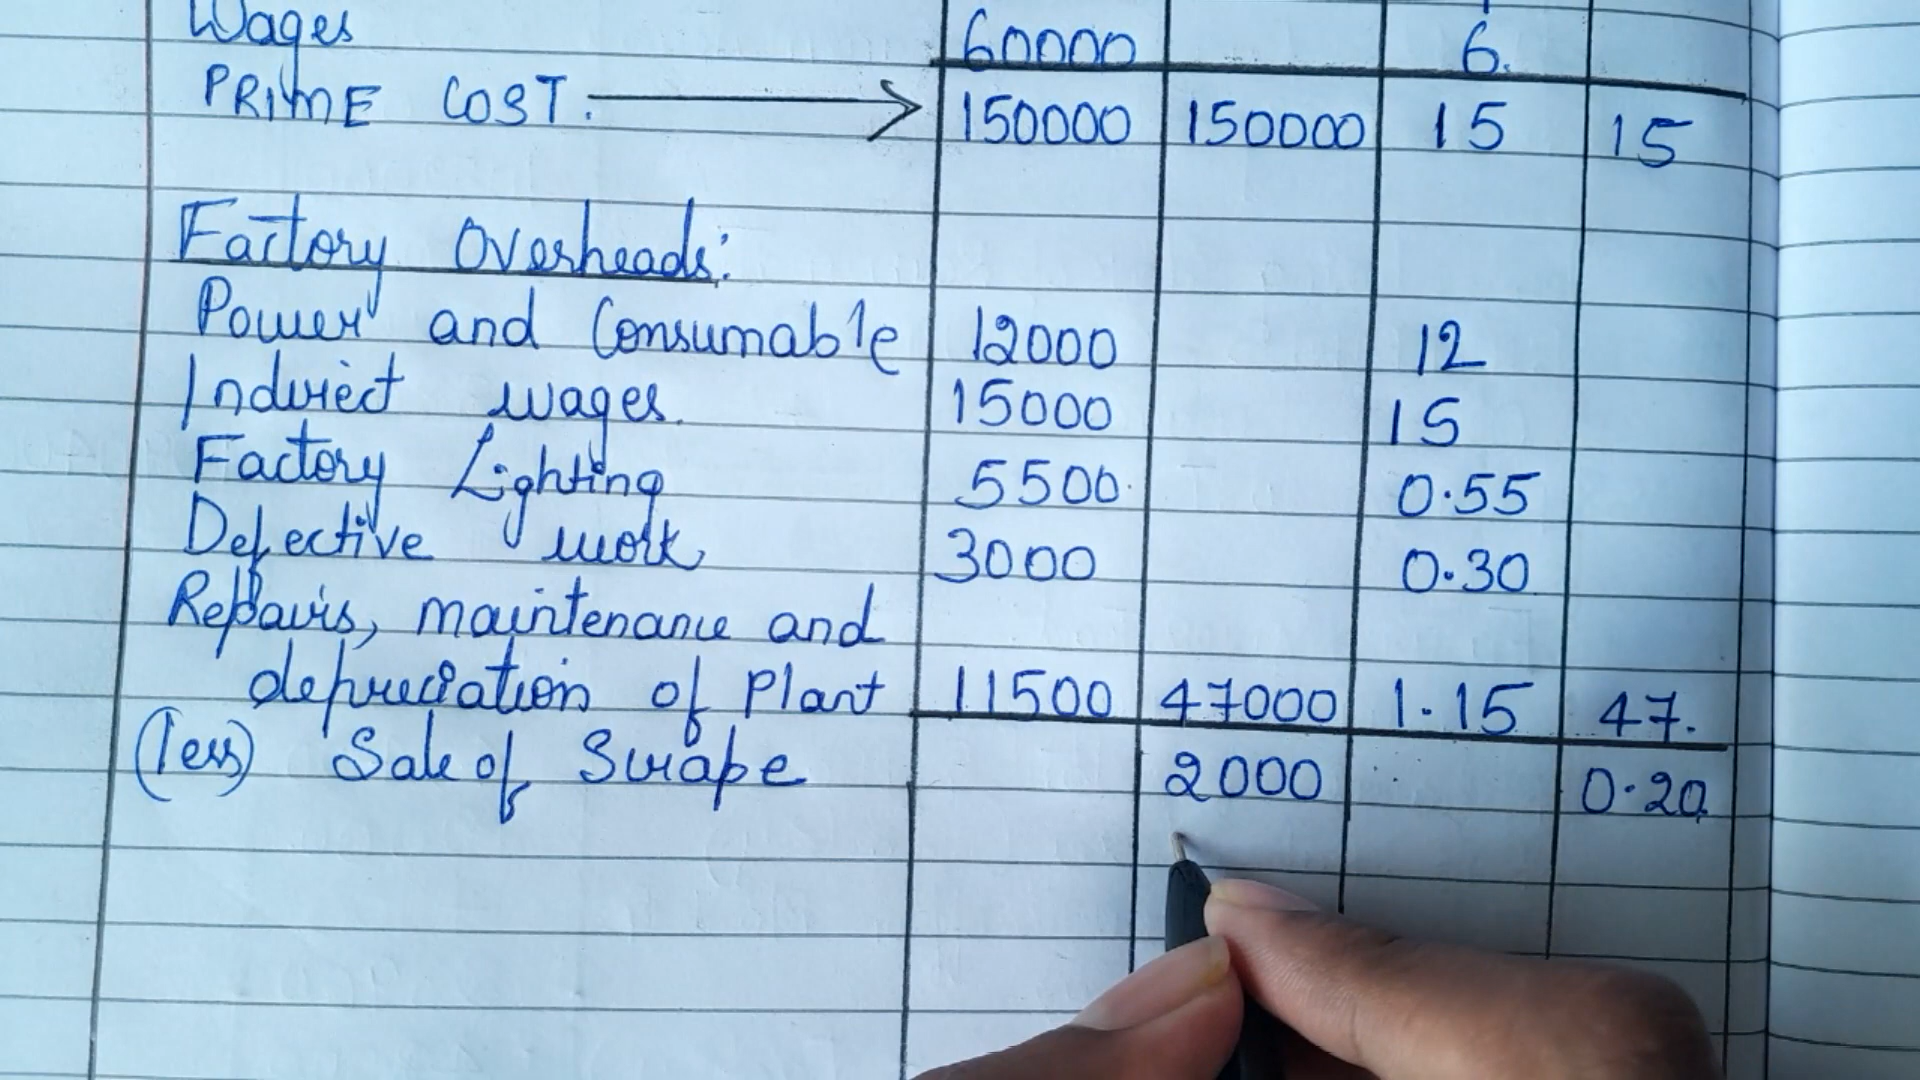 Wages 60000 6.
PRIME COST. 150000 150000 15 15
Factory Overheads:
Power and Consumable 12000 12
Indirect wages. 15000 15
Factory Lighting 5500 0.55
Defective work 3000 0.30
Repairs, maintenance and
depreciation of Plant 11500 47000 1.15 47.
(less) Sale of Scrape 2000 0.20